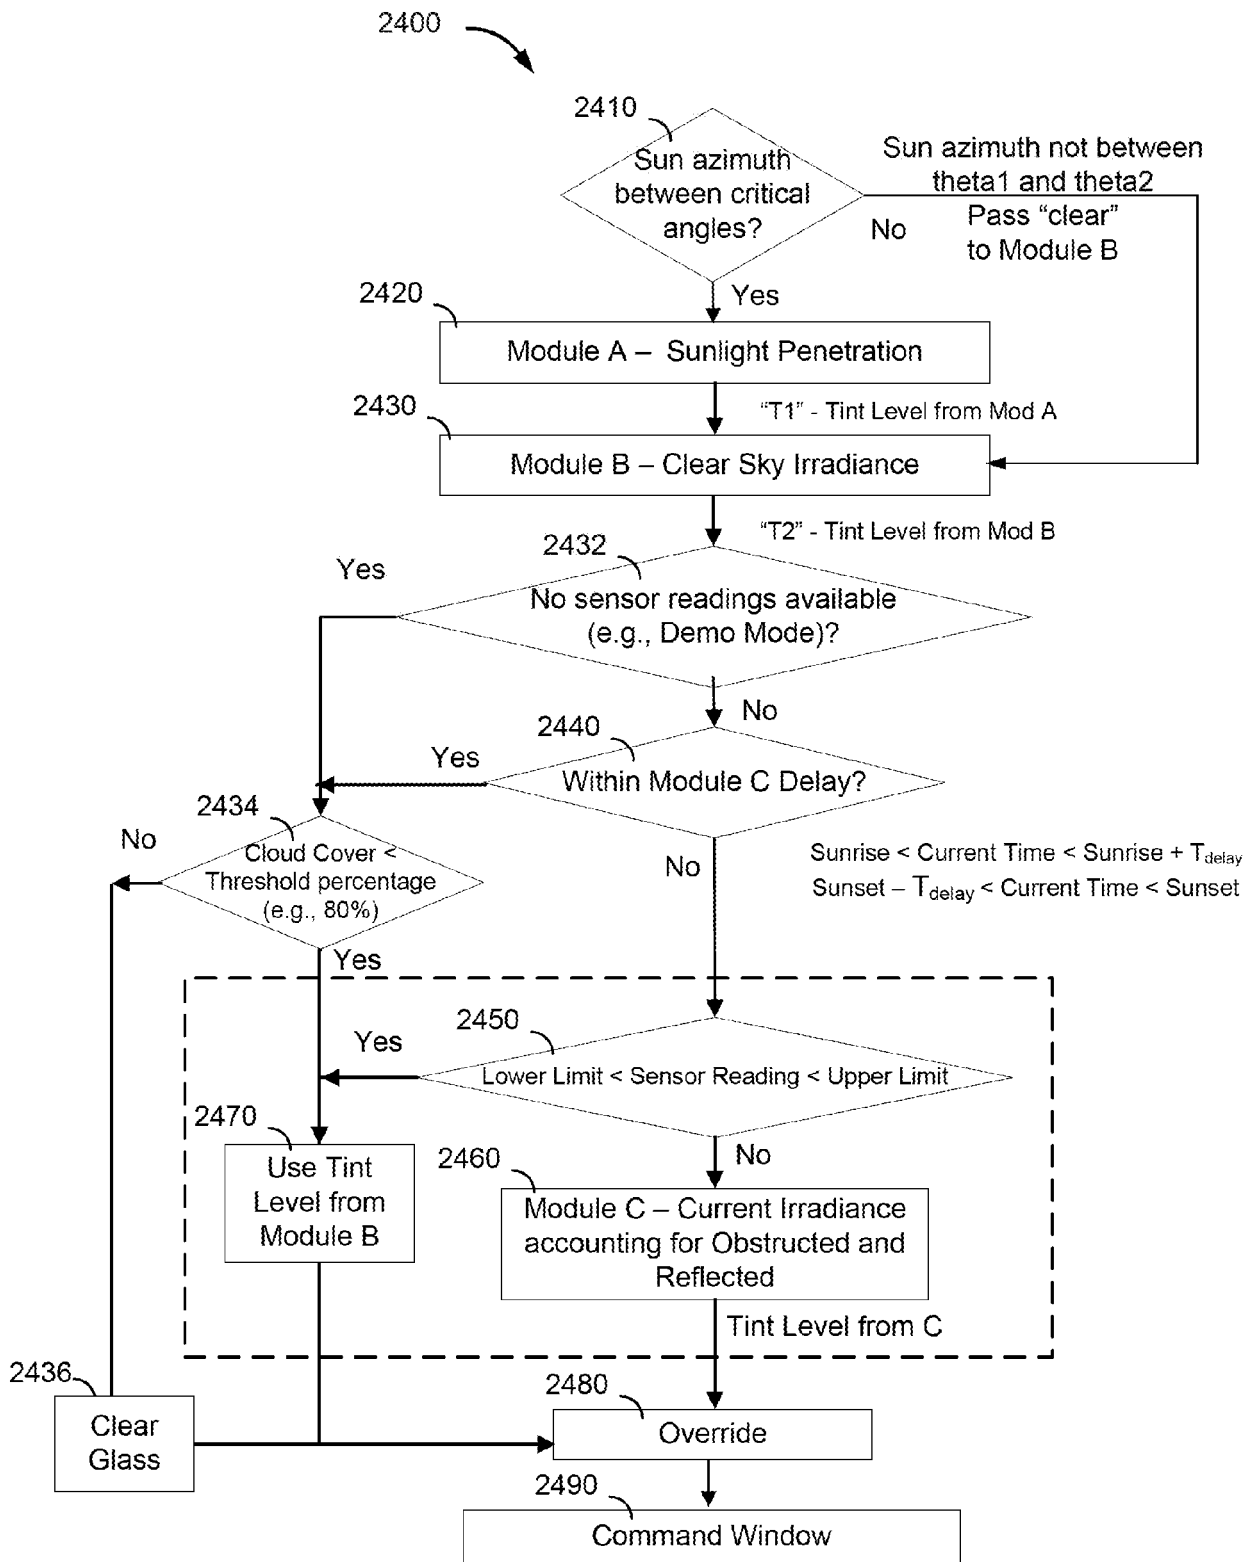 2400
2410
Sun azimuth
between critical
angles?
Sun azimuth not between
theta1 and theta2
Pass “clear”
to Module B
No
Yes
2420
Module A – Sunlight Penetration
“T1” - Tint Level from Mod A
2430
Module B – Clear Sky Irradiance
“T2” - Tint Level from Mod B
2432
Yes
No sensor readings available
(e.g., Demo Mode)?
No
2440
Yes
Within Module C Delay?
2434
No
Cloud Cover <
Threshold percentage
(e.g., 80%)
No
Sunrise < Current Time < Sunrise + Tdelay
Sunset – Tdelay < Current Time < Sunset
Yes
2450
Yes
Lower Limit < Sensor Reading < Upper Limit
2470
Use Tint
Level from
Module B
No
2460
Module C – Current Irradiance
accounting for Obstructed and
Reflected
Tint Level from C
2436
Clear
Glass
2480
Override
2490
Command Window